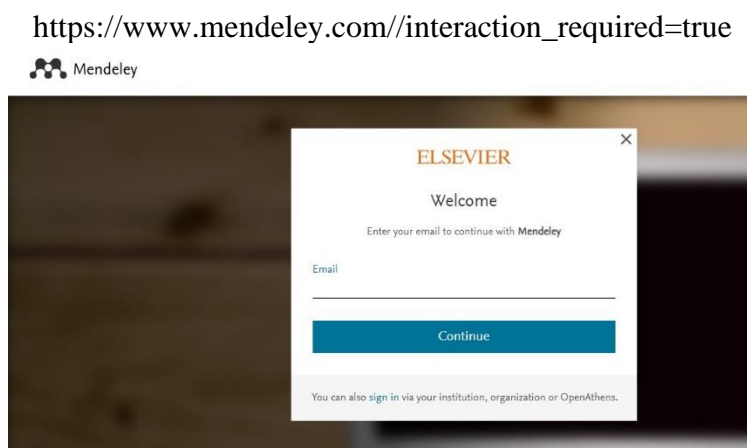 https://www.mendeley.com//interaction_required=true
Mendeley
ELSEVIER
Welcome
Enter your email to continue with Mendeley
Email
Continue
You can also sign in via your institution, organization or OpenAthens.